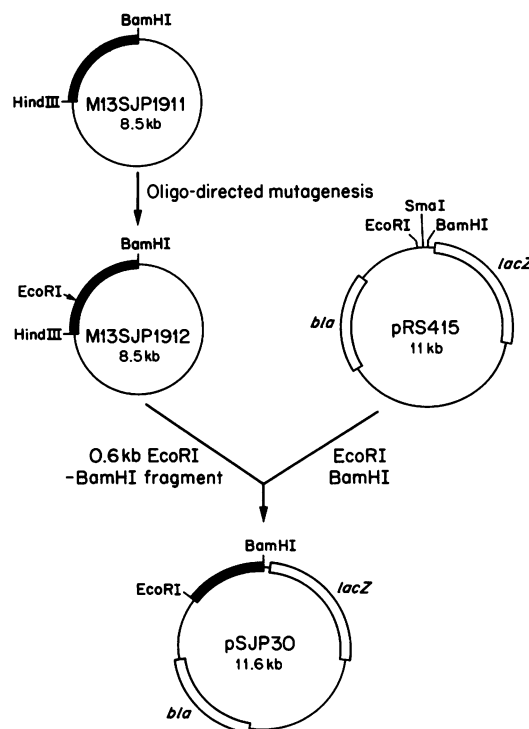 BamHI
HindIII
M13SJP1911
8.5 kb
Oligo-directed mutagenesis
BamHI
EcoRI
HindIII
M13SJP1912
8.5 kb
SmaI
EcoRI
BamHI
lacZ
bla
pRS415
11 kb
0.6 kb EcoRI
-BamHI fragment
EcoRI
BamHI
BamHI
EcoRI
lacZ
pSJP30
11.6 kb
bla